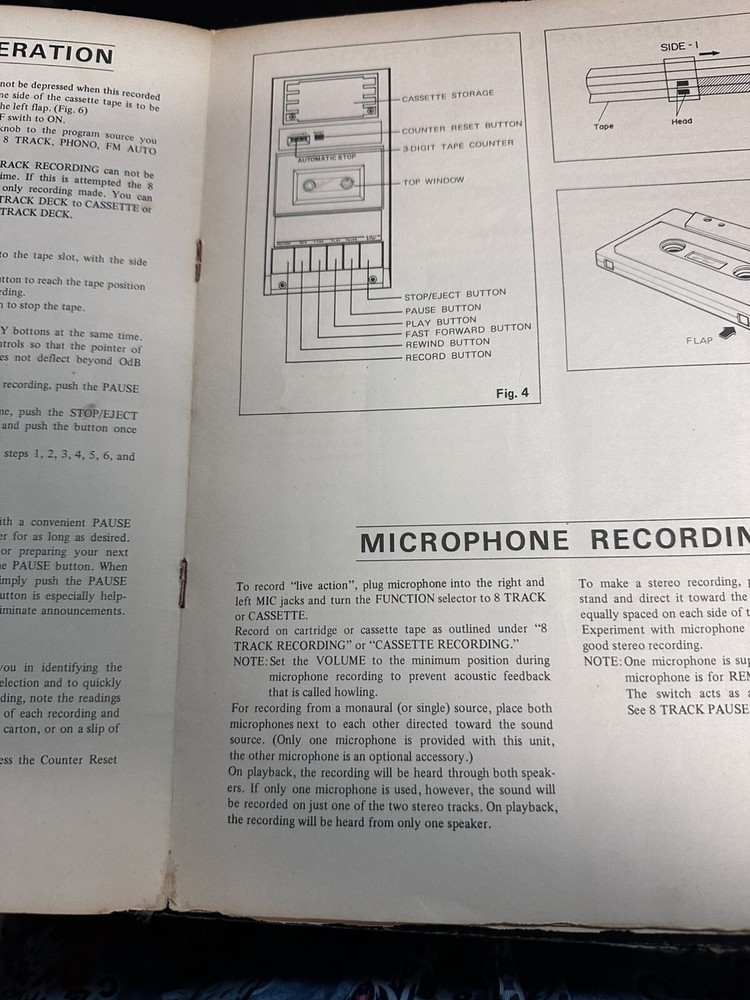 ERATION
not be depressed when this recorded
ne side of the cassette tape is to be
he left flap. (Fig. 6)
F swith to ON.
knob to the program source you
8 TRACK, PHONO, FM AUTO
RACK RECORDING can not be
ime. If this is attempted the 8
only recording made. You can
TRACK DECK to CASSETTE or
TRACK DECK.
to the tape slot, with the side
utton to reach the tape position
rding.
n to stop the tape.
Y bottons at the same time.
ntrols so that the pointer of
es not deflect beyond OdB
recording, push the PAUSE
ne, push the STOP/EJECT
and push the button once
steps 1, 2, 3, 4, 5, 6, and
ith a convenient PAUSE
er for as long as desired.
or preparing your next
e PAUSE button. When
imply push the PAUSE
utton is especially help-
iminate announcements.
you in identifying the
election and to quickly
ding, note the readings
of each recording and
carton, or on a slip of
ess the Counter Reset
CASSETTE STORAGE
COUNTER RESET BUTTON
3-DIGIT TAPE COUNTER
AUTOMATIC STOP
TOP WINDOW
STOP/EJECT BUTTON
PAUSE BUTTON
PLAY BUTTON
FAST FORWARD BUTTON
REWIND BUTTON
RECORD BUTTON
Fig. 4
SIDE-1
Tape
Head
FLAP
MICROPHONE RECORDIN
To record "live action", plug microphone into the right and
left MIC jacks and turn the FUNCTION selector to 8 TRACK
or CASSETTE.
Record on cartridge or cassette tape as outlined under "8
TRACK RECORDING" or "CASSETTE RECORDING."
NOTE: Set the VOLUME to the minimum position during
microphone recording to prevent acoustic feedback
that is called howling.
For recording from a monaural (or single) source, place both
microphones next to each other directed toward the sound
source. (Only one microphone is provided with this unit,
the other microphone is an optional accessory.)
On playback, the recording will be heard through both speak-
ers. If only one microphone is used, however, the sound will
be recorded on just one of the two stereo tracks. On playback,
the recording will be heard from only one speaker.
To make a stereo recording,
stand and direct it toward the
equally spaced on each side of t
Experiment with microphone
good stereo recording.
NOTE: One microphone is sup
microphone is for REM
The switch acts as a
See 8 TRACK PAUSE